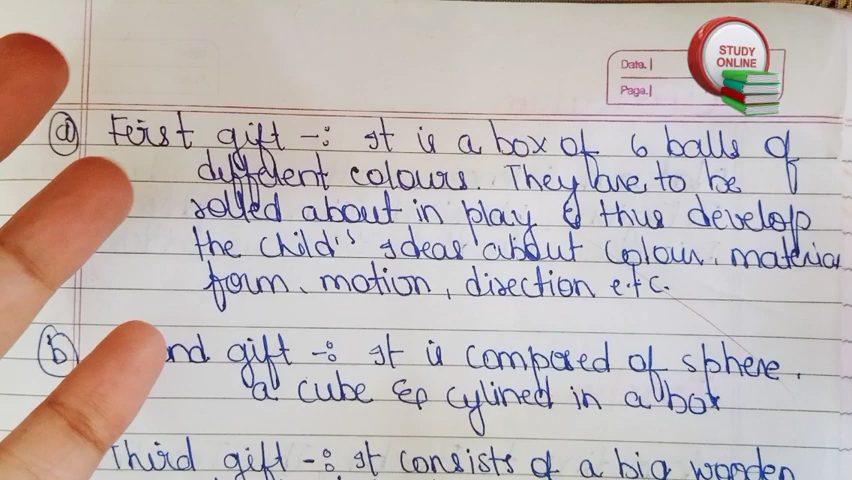 STUDY
ONLINE
Date.
Page.
(a) First gift -: It is a box of 6 balls of
different colours. They are to be
rolled about in play & thus develop
the child's ideas about colour, material
form, motion, direction etc.
(b) nd gift -: It is composed of sphere,
a cube & cylined in a box
Third gift -: It consists of a big wooden